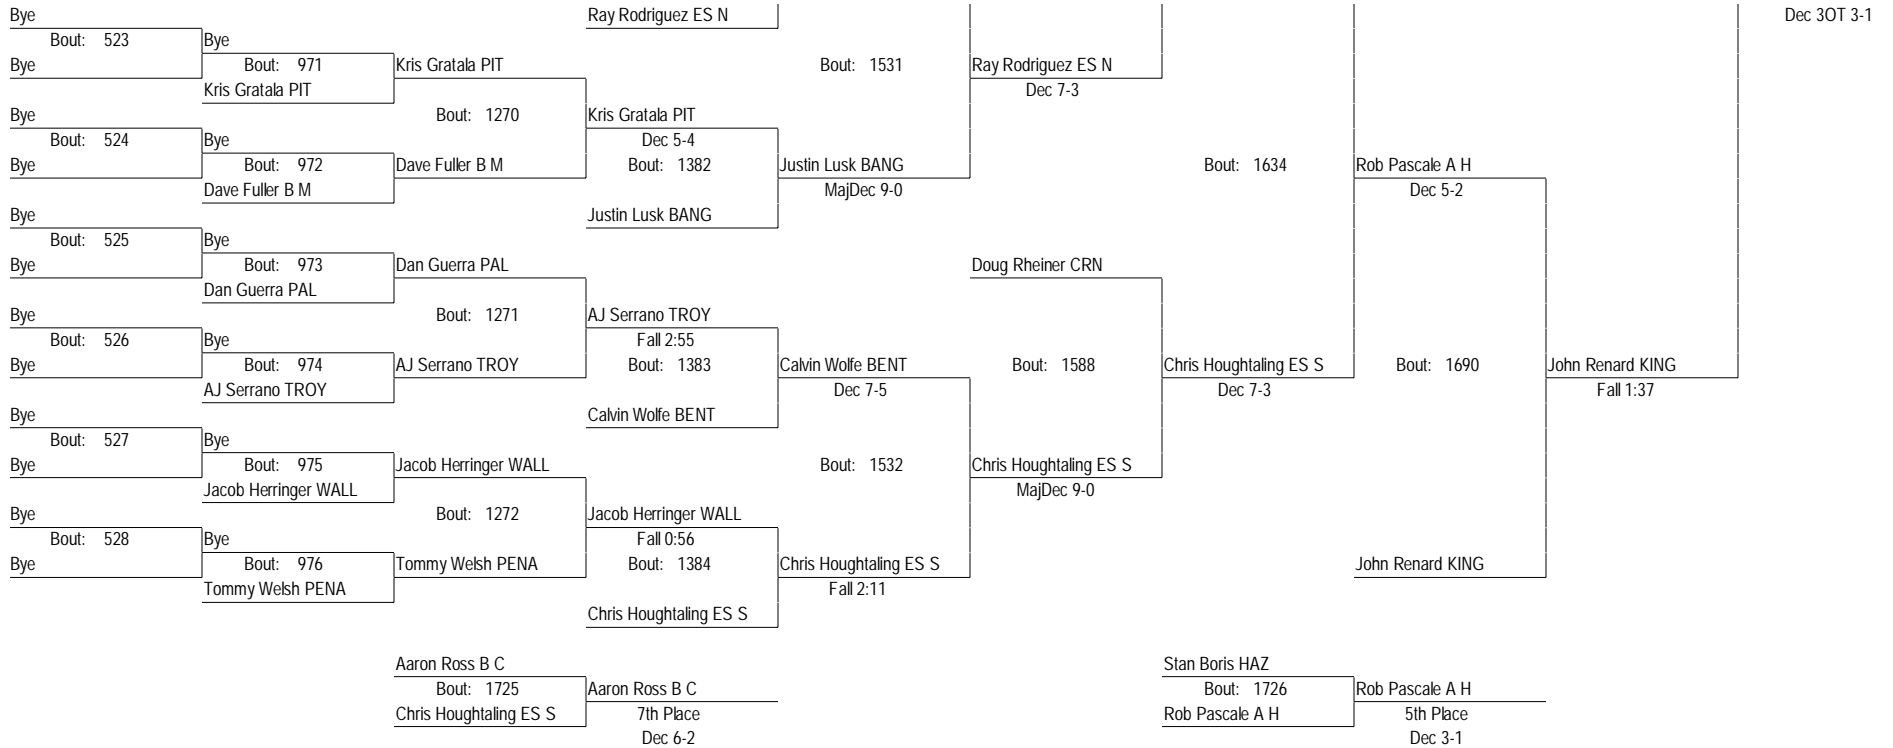 Bye
Ray Rodriguez ES N
Dec 3OT 3-1
Bout: 523
Bye
Bye
Bout: 971
Kris Gratala PIT
Bout: 1531
Ray Rodriguez ES N
Kris Gratala PIT
Dec 7-3
Bye
Bout: 1270
Kris Gratala PIT
Bout: 524
Bye
Dec 5-4
Bye
Bout: 972
Dave Fuller B M
Bout: 1382
Justin Lusk BANG
Bout: 1634
Rob Pascale A H
Dave Fuller B M
MajDec 9-0
Dec 5-2
Bye
Justin Lusk BANG
Bout: 525
Bye
Bye
Bout: 973
Dan Guerra PAL
Doug Rheiner CRN
Dan Guerra PAL
Bye
Bout: 1271
AJ Serrano TROY
Bout: 526
Bye
Fall 2:55
Bye
Bout: 974
AJ Serrano TROY
Bout: 1383
Calvin Wolfe BENT
Bout: 1588
Chris Houghtaling ES S
Bout: 1690
John Renard KING
AJ Serrano TROY
Dec 7-5
Dec 7-3
Fall 1:37
Bye
Calvin Wolfe BENT
Bout: 527
Bye
Bye
Bout: 975
Jacob Herringer WALL
Bout: 1532
Chris Houghtaling ES S
Jacob Herringer WALL
MajDec 9-0
Bye
Bout: 1272
Jacob Herringer WALL
Bout: 528
Bye
Fall 0:56
Bye
Bout: 976
Tommy Welsh PENA
Bout: 1384
Chris Houghtaling ES S
John Renard KING
Tommy Welsh PENA
Fall 2:11
Chris Houghtaling ES S
Aaron Ross B C
Stan Boris HAZ
Bout: 1725
Aaron Ross B C
Bout: 1726
Rob Pascale A H
Chris Houghtaling ES S
7th Place
Rob Pascale A H
5th Place
Dec 6-2
Dec 3-1